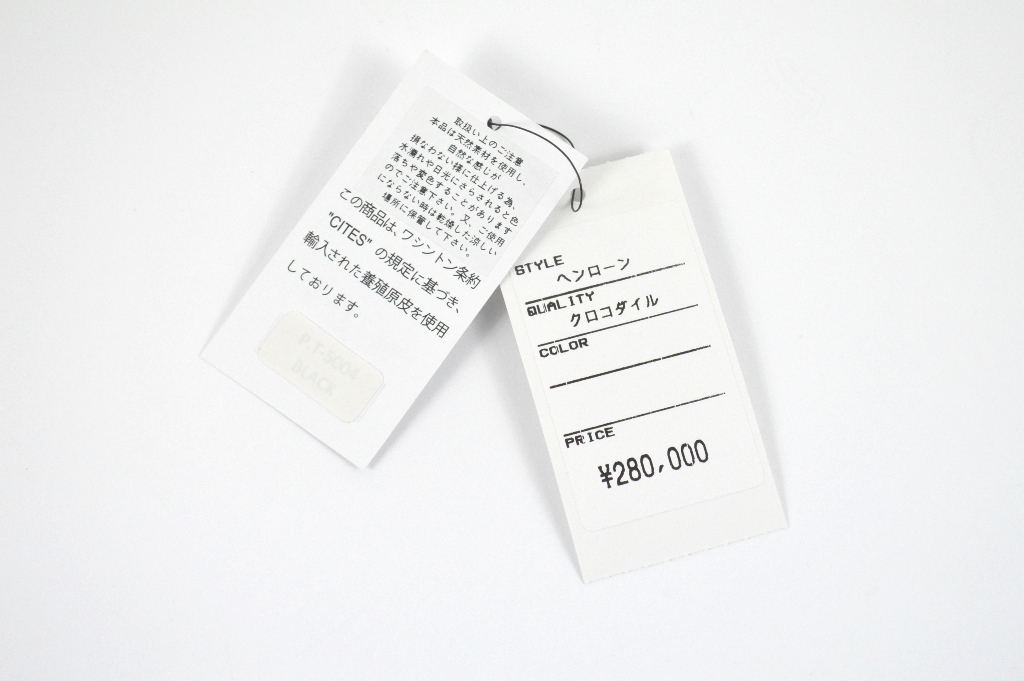 取扱い上のご注意
本品は天然素材を使用し、
自然な感じが
損なわない様に仕上げる為、
水濡れや日光にさらされると色
落ちや変色することがあります
のでご注意下さい。又、ご使用
にならない時は乾燥した涼しい
場所に保管して下さい。
この商品は、ワシントン条約
"CITES" の規定に基づき、
輸入された養殖原皮を使用
しております。
PT-5004
BLACK
STYLE
ヘンローン
QUALITY
クロコダイル
COLOR
PRICE
¥280,000